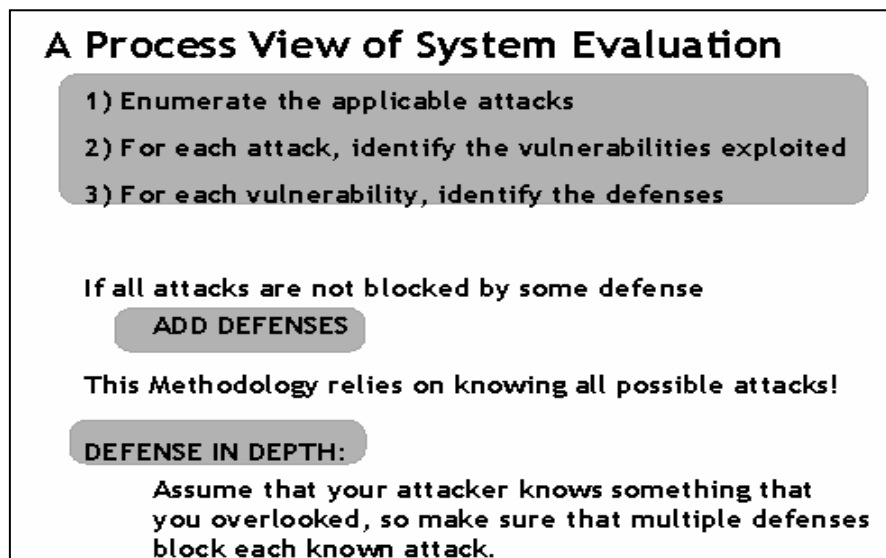 A Process View of System Evaluation
1) Enumerate the applicable attacks
2) For each attack, identify the vulnerabilities exploited
3) For each vulnerability, identify the defenses
If all attacks are not blocked by some defense
ADD DEFENSES
This Methodology relies on knowing all possible attacks!
DEFENSE IN DEPTH:
Assume that your attacker knows something that
you overlooked, so make sure that multiple defenses
block each known attack.